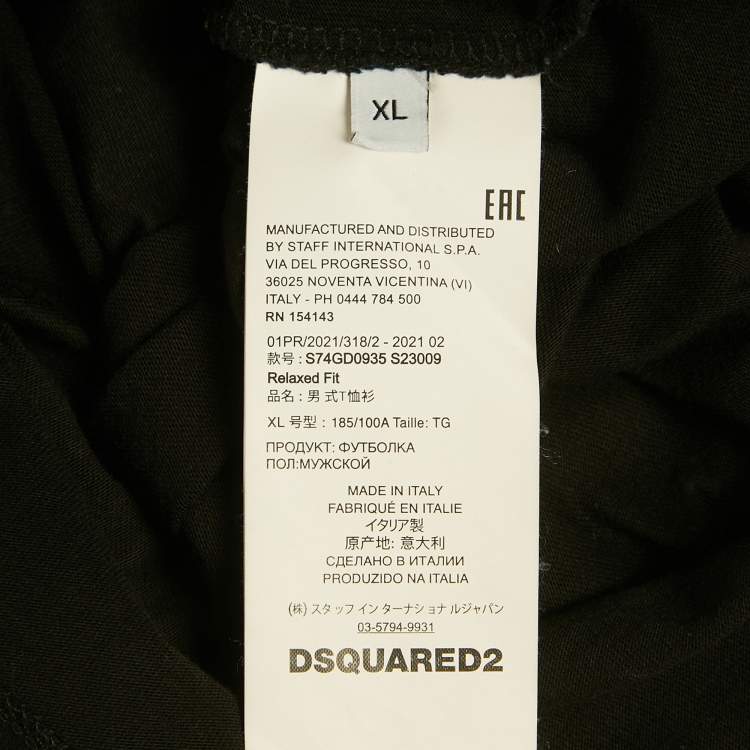 XL
EAC
MANUFACTURED AND DISTRIBUTED
BY STAFF INTERNATIONAL S.P.A.
VIA DEL PROGRESSO, 10
36025 NOVENTA VICENTINA (VI)
ITALY - PH 0444 784 500
RN 154143
01PR/2021/318/2 - 2021 02
款号 : S74GD0935 S23009
Relaxed Fit
品名 : 男 式T恤衫
XL 号型 : 185/100A Taille: TG
ПРОДУКТ: ФУТБОЛКА
ПОЛ:МУЖСКОЙ
MADE IN ITALY
FABRIQUÉ EN ITALIE
イタリア製
原产地: 意大利
СДЕЛАНО В ИТАЛИИ
PRODUZIDO NA ITALIA
(株) スタッフ イン ターナショナ ルジャパン
03-5794-9931
DSQUARED2